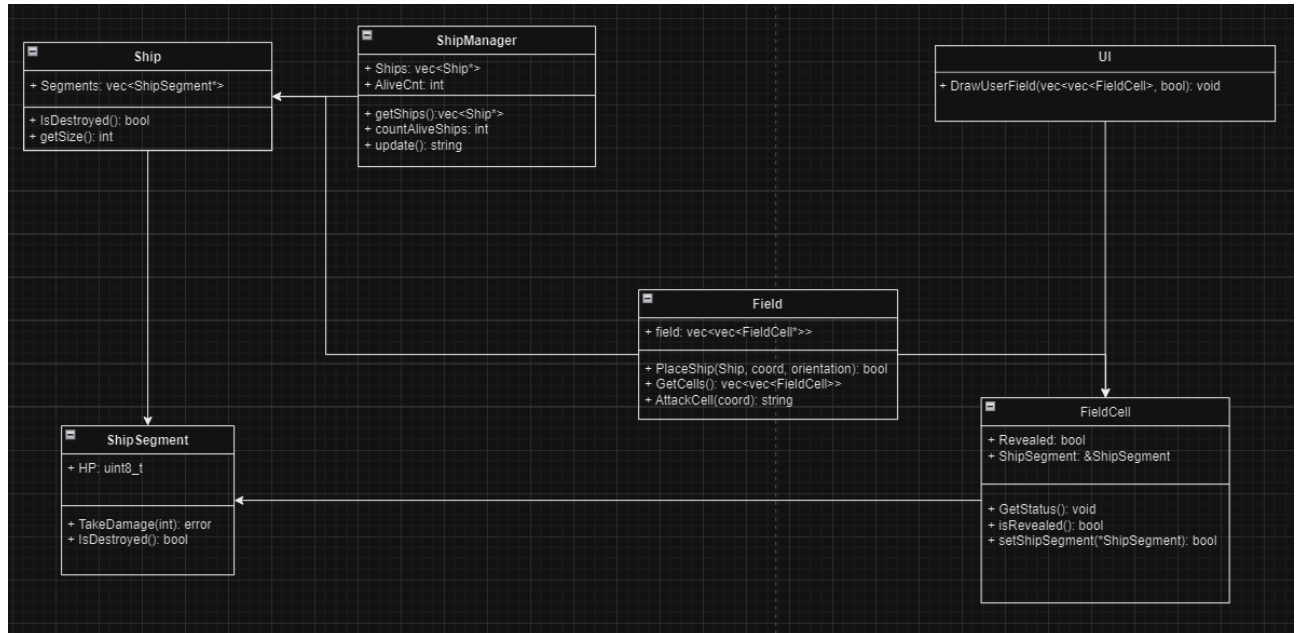 Ship
+ Segments: vec<ShipSegment*>
+ IsDestroyed(): bool
+ getSize(): int
ShipManager
+ Ships: vec<Ship*>
+ AliveCnt: int
+ getShips():vec<Ship*>
+ countAliveShips: int
+ update(): string
UI
+ DrawUserField(vec<vec<FieldCell>, bool): void
Field
+ field: vec<vec<FieldCell*>>
+ PlaceShip(Ship, coord, orientation): bool
+ GetCells(): vec<vec<FieldCell>>
+ AttackCell(coord): string
ShipSegment
+ HP: uint8_t
+ TakeDamage(int): error
+ IsDestroyed(): bool
FieldCell
+ Revealed: bool
+ ShipSegment: &ShipSegment
+ GetStatus(): void
+ isRevealed(): bool
+ setShipSegment(*ShipSegment): bool